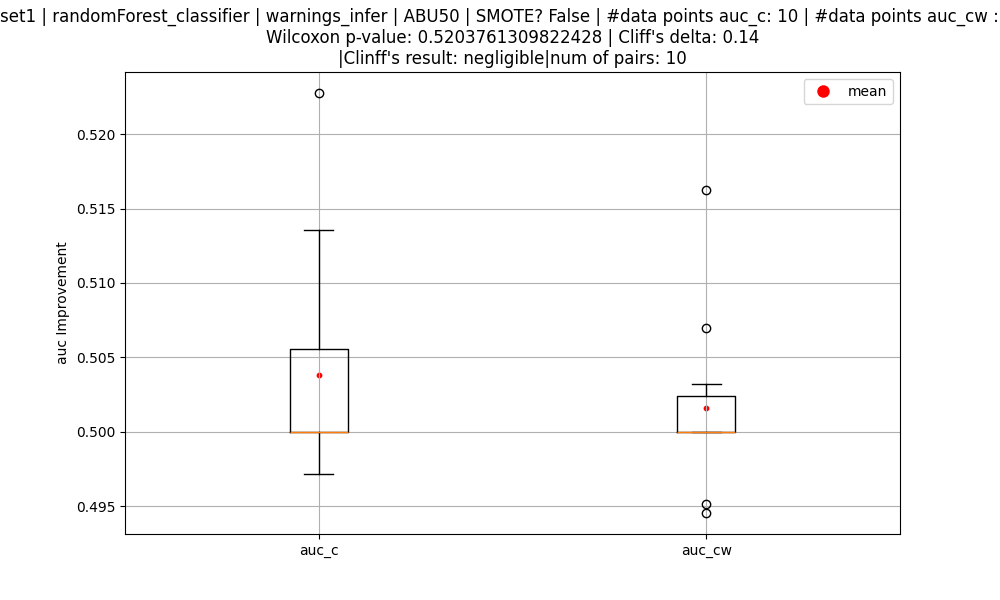 set1 | randomForest_classifier | warnings_infer | ABU50 | SMOTE? False | #data points auc_c: 10 | #data points auc_cw :
Wilcoxon p-value: 0.5203761309822428 | Cliff's delta: 0.14
|Clinff's result: negligible|num of pairs: 10
mean
0.520
0.515
0.510
0.505
0.500
0.495
auc Improvement
auc_c
auc_cw